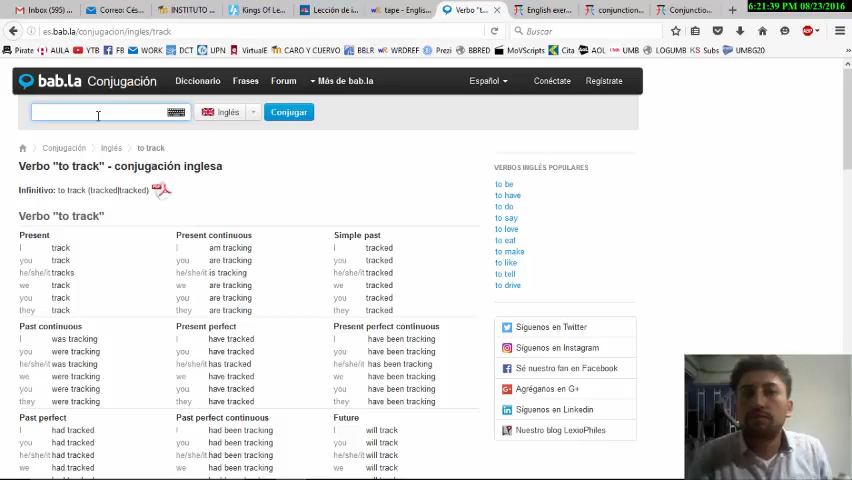 Inbox (595)
Correo: Cés...
INSTITUTO ...
Kings Of Le...
Lección de i...
tape - Englis...
Verbo "t...
English exer...
conjunction...
Conjunctio...
6:21:39 PM 08/23/2016
es.bab.la/conjugacion/ingles/track
Buscar
Pirate
AULA
YTB
FB
WORK
DCT
UPN
VirtualE
CARO Y CUERVO
BBLR
WRDREF
Prezi
BBRED
MovScripts
Cita
AOL
UMB
LOGUMB
K Subs
UMBG20
bab.la Conjugación
Diccionario
Frases
Forum
Más de bab.la
Español
Conéctate
Regístrate
Inglés
Conjugar
Conjugación
Inglés
to track
Verbo "to track" - conjugación inglesa
Infinitivo: to track (tracked|tracked)
Verbo "to track"
Present
I track
you track
he/she/it tracks
we track
you track
they track
Present continuous
I am tracking
you are tracking
he/she/it is tracking
we are tracking
you are tracking
they are tracking
Simple past
I tracked
you tracked
he/she/it tracked
we tracked
you tracked
they tracked
Past continuous
I was tracking
you were tracking
he/she/it was tracking
we were tracking
you were tracking
they were tracking
Present perfect
I have tracked
you have tracked
he/she/it has tracked
we have tracked
you have tracked
they have tracked
Present perfect continuous
I have been tracking
you have been tracking
he/she/it has been tracking
we have been tracking
you have been tracking
they have been tracking
Past perfect
I had tracked
you had tracked
he/she/it had tracked
we had tracked
Past perfect continuous
I had been tracking
you had been tracking
he/she/it had been tracking
we had been tracking
Future
I will track
you will track
he/she/it will track
we will track
VERBOS INGLÉS POPULARES
to be
to have
to do
to say
to love
to eat
to make
to like
to tell
to drive
Síguenos en Twitter
Síguenos en Instagram
Sé nuestro fan en Facebook
Agréganos en G+
Síguenos en Linkedin
Nuestro blog LexioPhiles